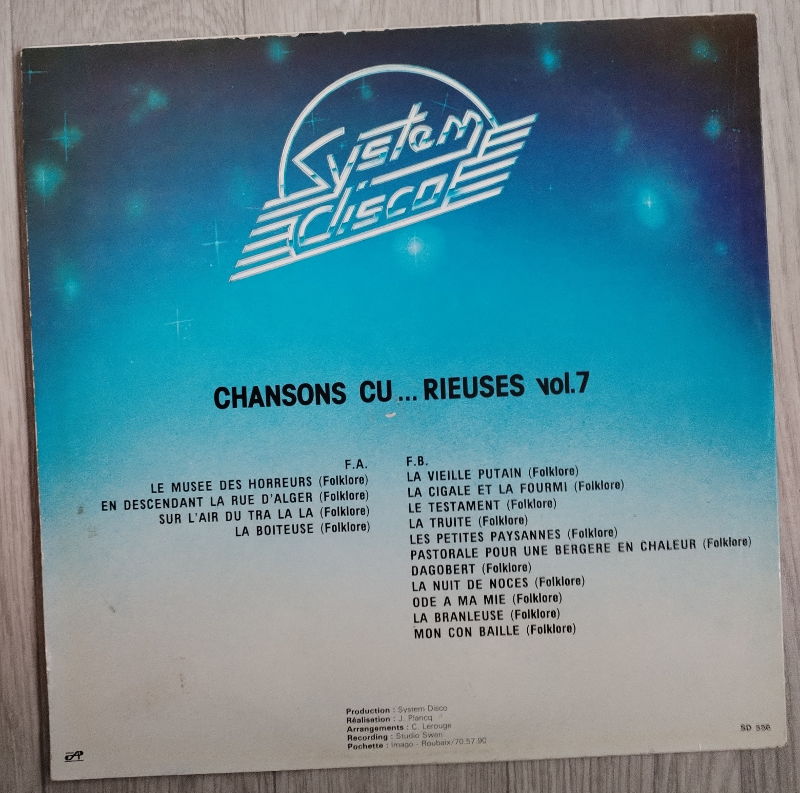 System
disco
CHANSONS CU...RIEUSES vol.7
F.A.
LE MUSEE DES HORREURS (Folklore)
EN DESCENDANT LA RUE D'ALGER (Folklore)
SUR L'AIR DU TRA LA LA (Folklore)
LA BOITEUSE (Folklore)
F.B.
LA VIEILLE PUTAIN (Folklore)
LA CIGALE ET LA FOURMI (Folklore)
LE TESTAMENT (Folklore)
LA TRUITE (Folklore)
LES PETITES PAYSANNES (Folklore)
PASTORALE POUR UNE BERGERE EN CHALEUR (Folklore)
DAGOBERT (Folklore)
LA NUIT DE NOCES (Folklore)
ODE A MA MIE (Folklore)
LA BRANLEUSE (Folklore)
MON CON BAILLE (Folklore)
Production : System Disco
Réalisation : J. Plancq
Arrangements : C. Lerouge
Recording : Studio Swan
Pochette : Imago - Roubaix/70.57.90
SD 336